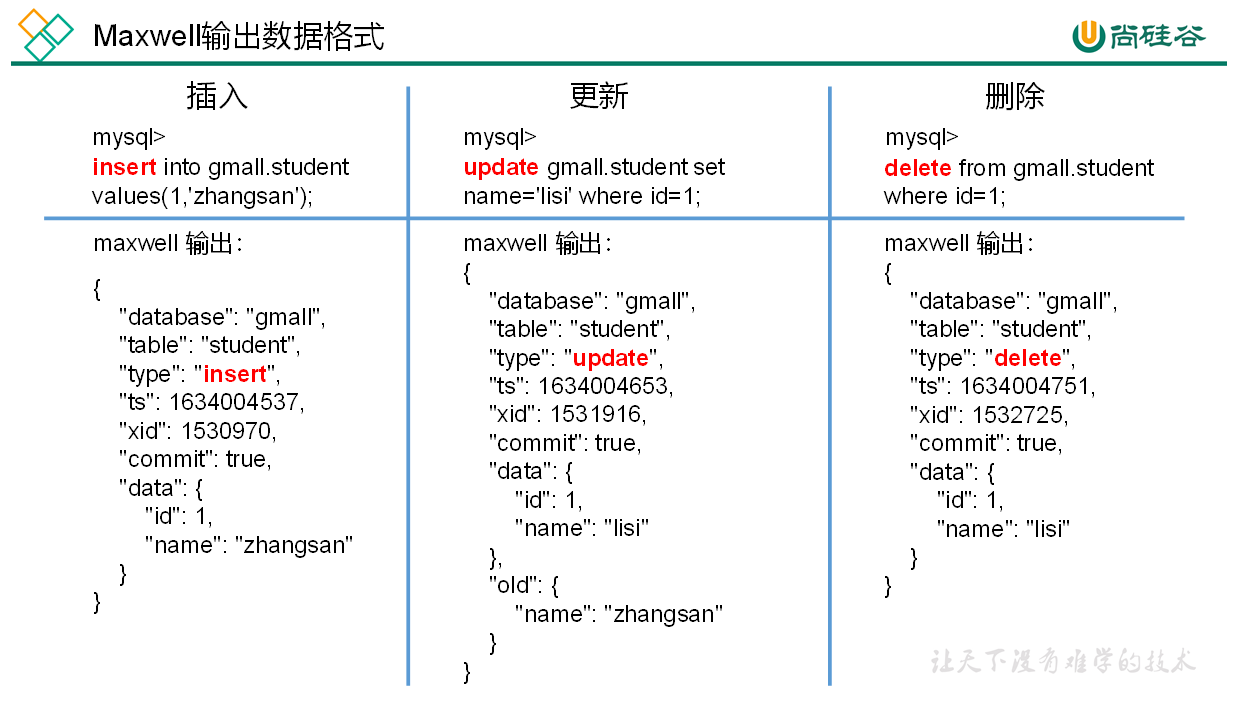 Maxwell输出数据格式
尚硅谷
插入
mysql>
insert into gmall.student
values(1,'zhangsan');
maxwell 输出：
{
"database": "gmall",
"table": "student",
"type": "insert",
"ts": 1634004537,
"xid": 1530970,
"commit": true,
"data": {
"id": 1,
"name": "zhangsan"
}
}
更新
mysql>
update gmall.student set
name='lisi' where id=1;
maxwell 输出：
{
"database": "gmall",
"table": "student",
"type": "update",
"ts": 1634004653,
"xid": 1531916,
"commit": true,
"data": {
"id": 1,
"name": "lisi"
},
"old": {
"name": "zhangsan"
}
}
删除
mysql>
delete from gmall.student
where id=1;
maxwell 输出：
{
"database": "gmall",
"table": "student",
"type": "delete",
"ts": 1634004751,
"xid": 1532725,
"commit": true,
"data": {
"id": 1,
"name": "lisi"
}
}
让天下没有难学的技术